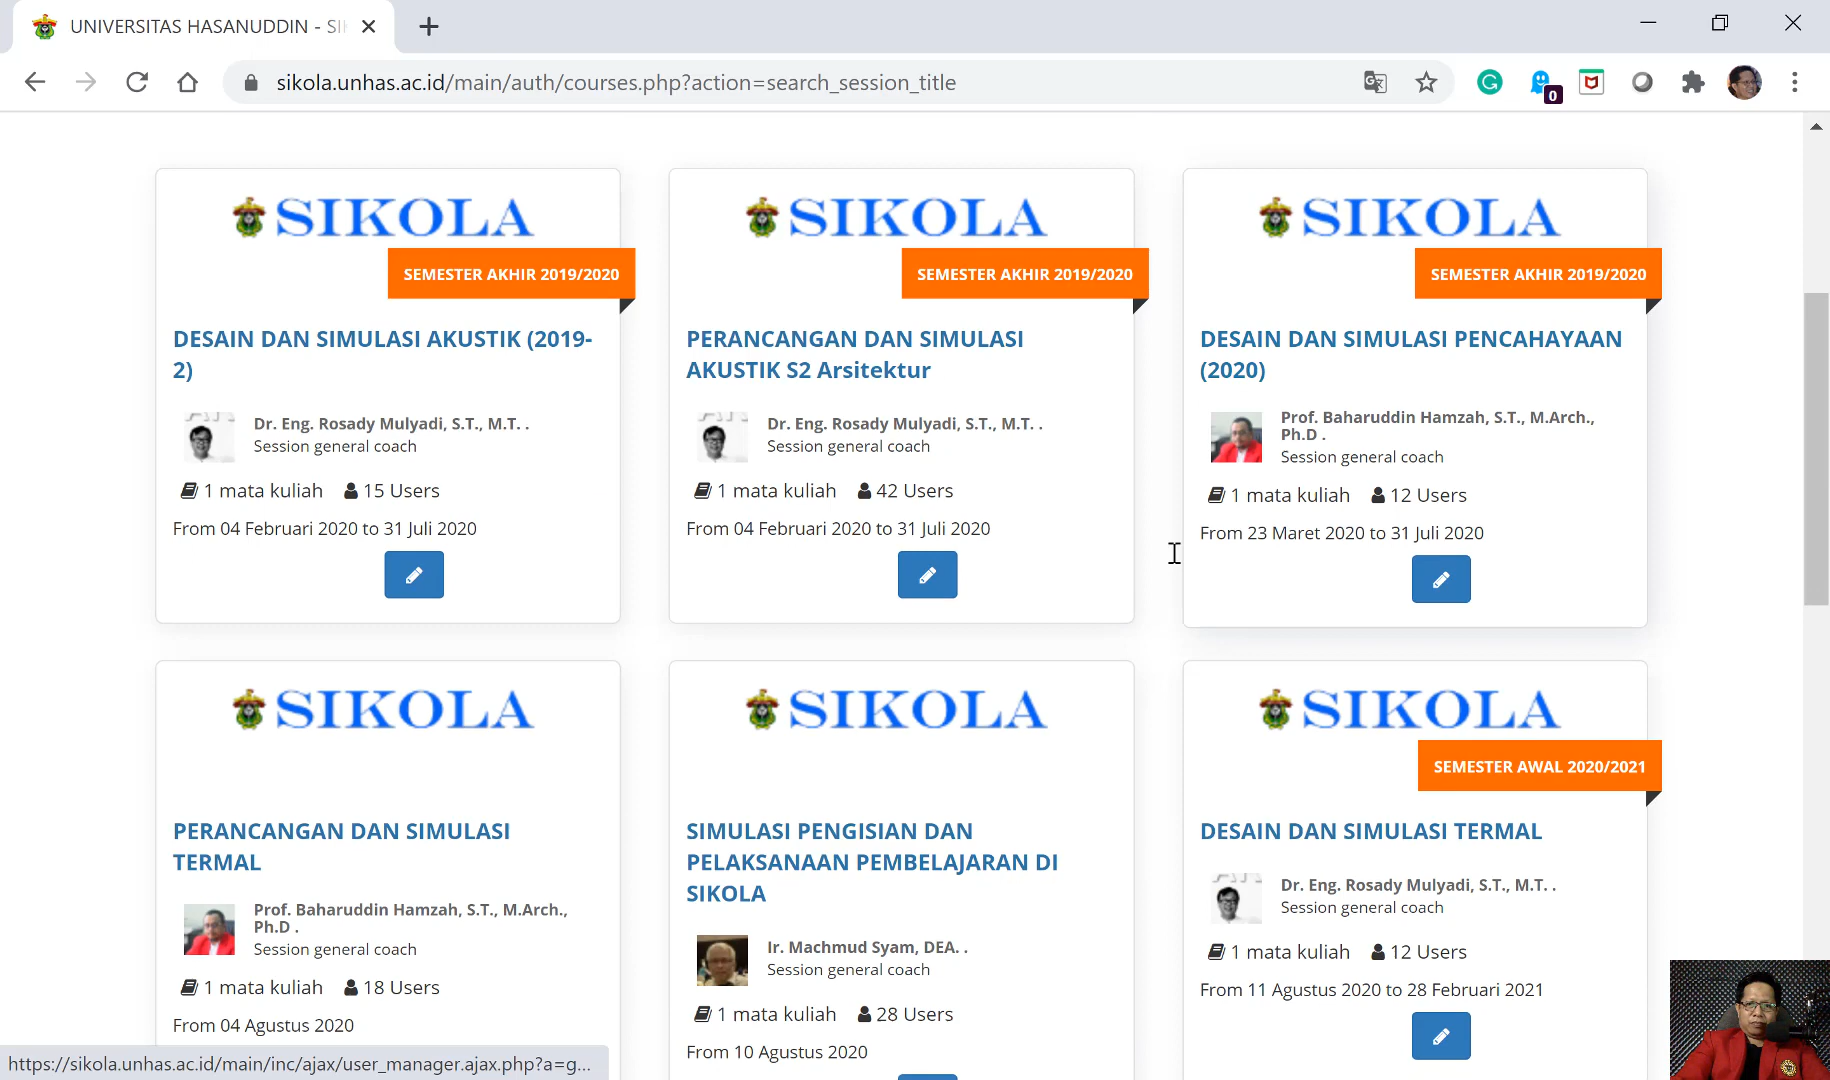 UNIVERSITAS HASANUDDIN - SI
sikola.unhas.ac.id/main/auth/courses.php?action=search_session_title
0
SIKOLA
SEMESTER AKHIR 2019/2020
DESAIN DAN SIMULASI AKUSTIK (2019-
2)
Dr. Eng. Rosady Mulyadi, S.T., M.T. .
Session general coach
1 mata kuliah 15 Users
From 04 Februari 2020 to 31 Juli 2020
SIKOLA
SEMESTER AKHIR 2019/2020
PERANCANGAN DAN SIMULASI
AKUSTIK S2 Arsitektur
Dr. Eng. Rosady Mulyadi, S.T., M.T. .
Session general coach
1 mata kuliah 42 Users
From 04 Februari 2020 to 31 Juli 2020
SIKOLA
SEMESTER AKHIR 2019/2020
DESAIN DAN SIMULASI PENCAHAYAAN
(2020)
Prof. Baharuddin Hamzah, S.T., M.Arch.,
Ph.D .
Session general coach
1 mata kuliah 12 Users
From 23 Maret 2020 to 31 Juli 2020
SIKOLA
PERANCANGAN DAN SIMULASI
TERMAL
Prof. Baharuddin Hamzah, S.T., M.Arch.,
Ph.D .
Session general coach
1 mata kuliah 18 Users
From 04 Agustus 2020
SIKOLA
SIMULASI PENGISIAN DAN
PELAKSANAAN PEMBELAJARAN DI
SIKOLA
Ir. Machmud Syam, DEA. .
Session general coach
1 mata kuliah 28 Users
From 10 Agustus 2020
SIKOLA
SEMESTER AWAL 2020/2021
DESAIN DAN SIMULASI TERMAL
Dr. Eng. Rosady Mulyadi, S.T., M.T. .
Session general coach
1 mata kuliah 12 Users
From 11 Agustus 2020 to 28 Februari 2021
https://sikola.unhas.ac.id/main/inc/ajax/user_manager.ajax.php?a=g...